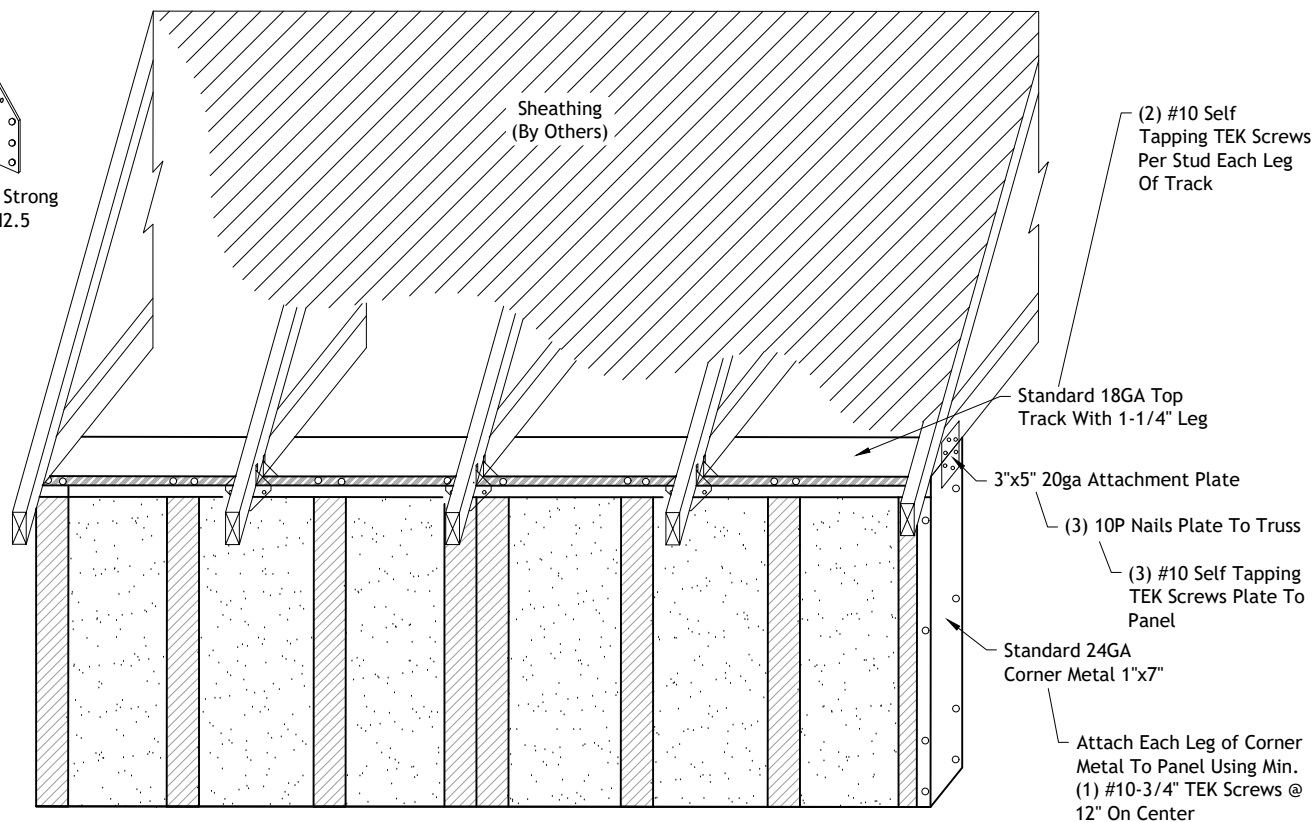 Sheathing
(By Others)
Strong
2.5
(2) #10 Self
Tapping TEK Screws
Per Stud Each Leg
Of Track
Standard 18GA Top
Track With 1-1/4" Leg
3"x5" 20ga Attachment Plate
(3) 10P Nails Plate To Truss
(3) #10 Self Tapping
TEK Screws Plate To
Panel
Standard 24GA
Corner Metal 1"x7"
Attach Each Leg of Corner
Metal To Panel Using Min.
(1) #10-3/4" TEK Screws @
12" On Center